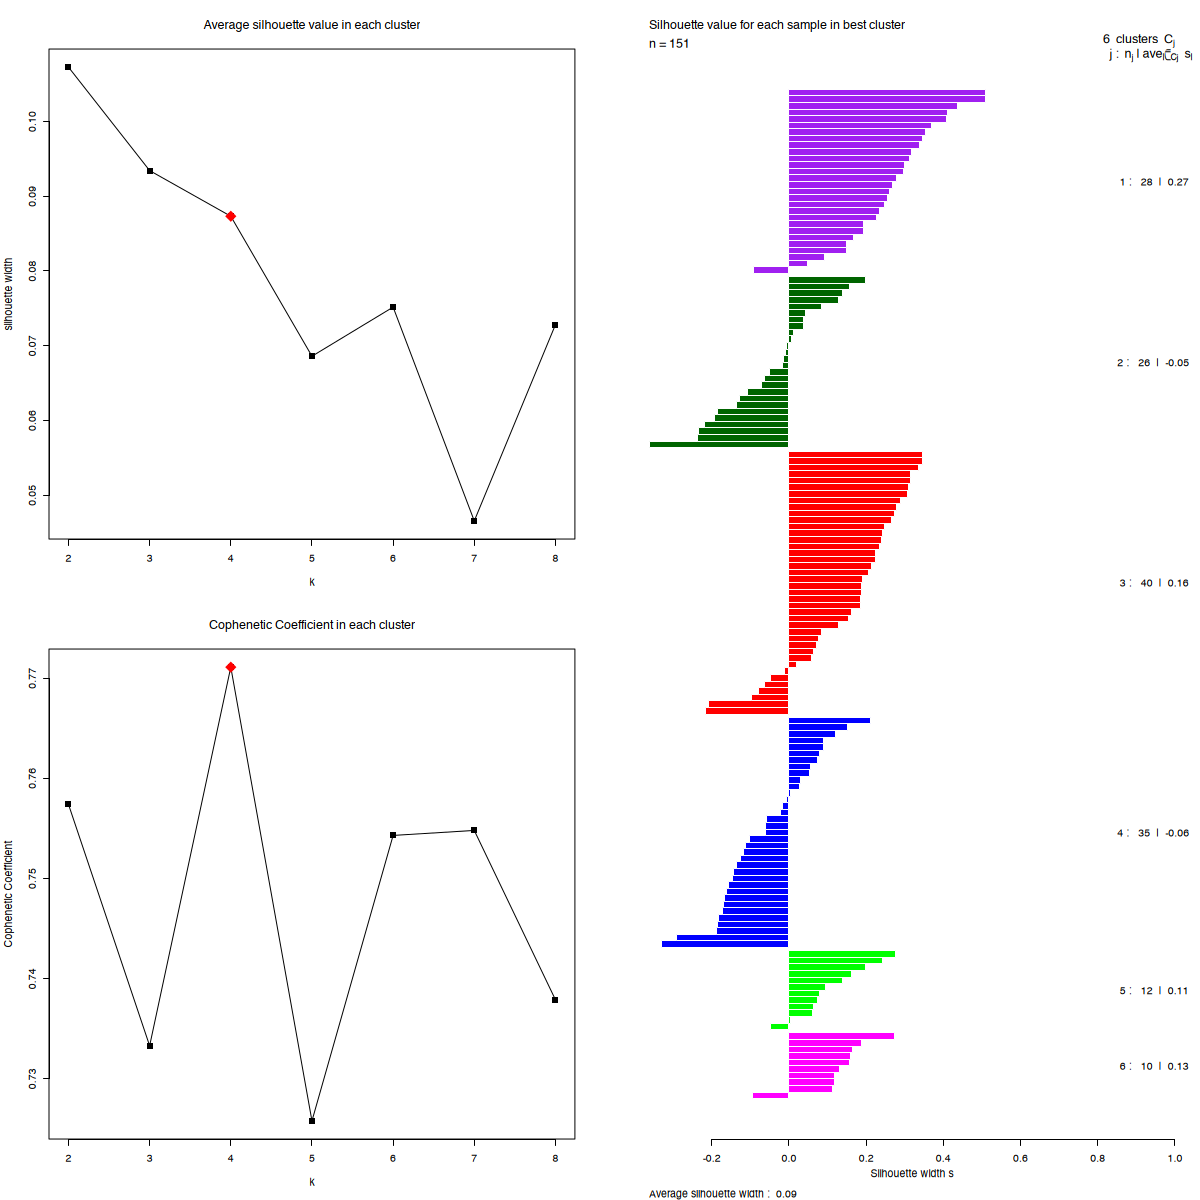 Average silhouette value in each cluster
0.10
0.09
0.08
0.07
0.06
0.05
silhouette width
2 3 4 5 6 7 8
k
Cophenetic Coefficient in each cluster
0.77
0.76
0.75
0.74
0.73
Cophenetic Coefficient
2 3 4 5 6 7 8
k
Silhouette value for each sample in best cluster
n = 151
6 clusters Cj
j : nj | avei∈Cj si
1 : 28 | 0.27
2 : 26 | -0.05
3 : 40 | 0.16
4 : 35 | -0.06
5 : 12 | 0.11
6 : 10 | 0.13
-0.2 0.0 0.2 0.4 0.6 0.8 1.0
Silhouette width s
Average silhouette width : 0.09